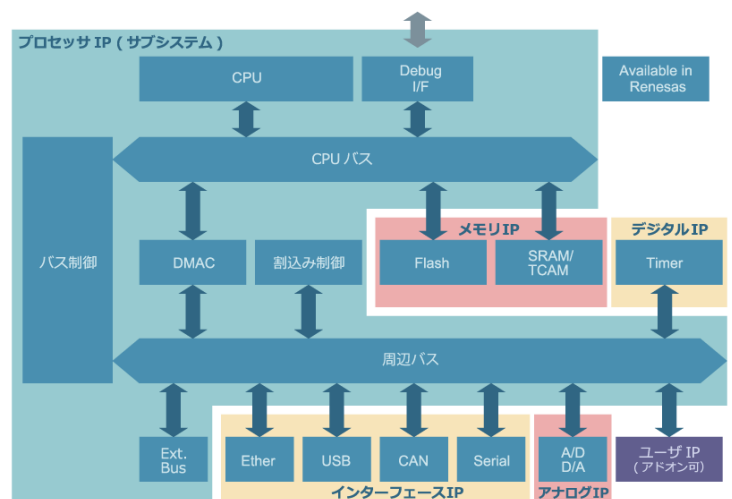 プロセッサ IP ( サブシステム )
CPU
Debug
I/F
Available in
Renesas
CPU バス
バス制御
メモリIP
デジタル IP
DMAC
割込み制御
Flash
SRAM/
TCAM
Timer
周辺バス
Ext.
Bus
Ether
USB
CAN
Serial
A/D
D/A
ユーザ IP
( アドオン可 )
インターフェースIP
アナログIP